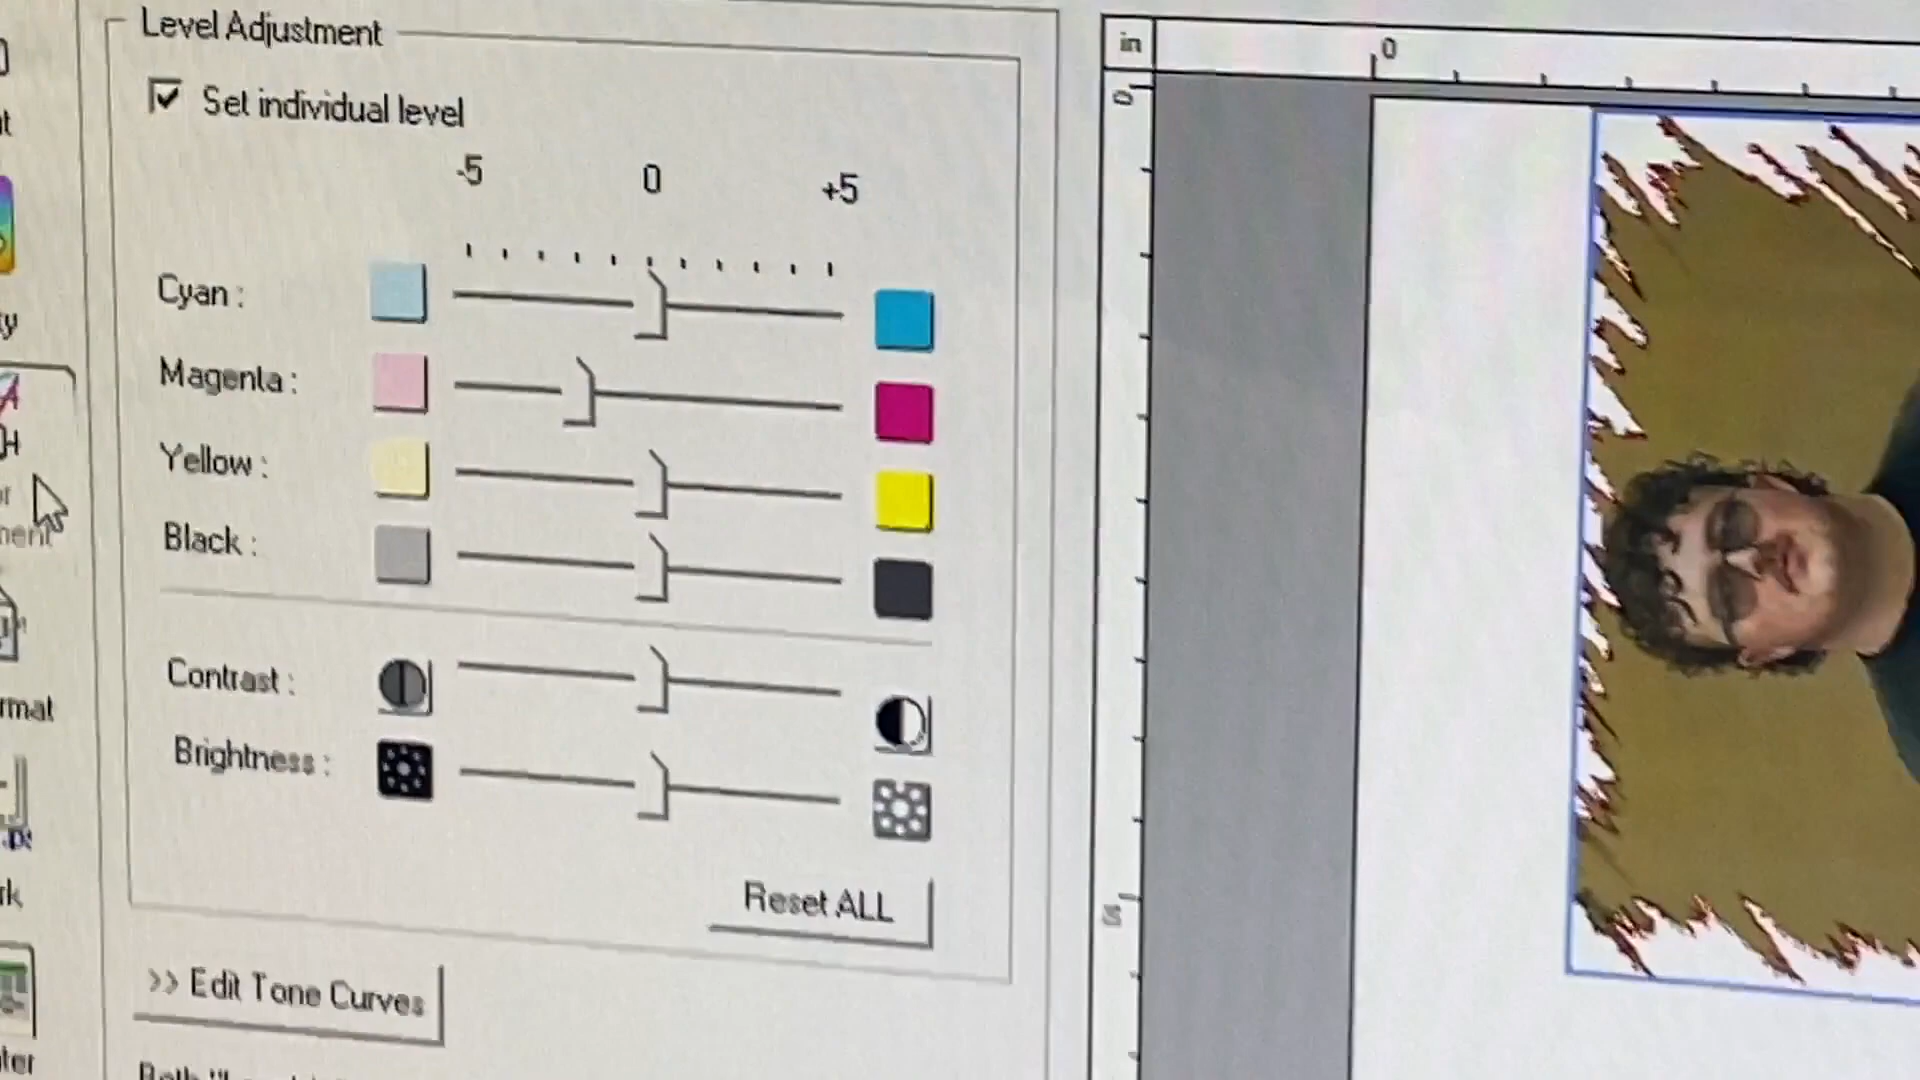 Level Adjustment
Set individual level
-5 0 +5
Cyan :
Magenta :
Yellow :
Black :
Contrast :
Brightness :
Reset ALL
>> Edit Tone Curves
in
0
0
5